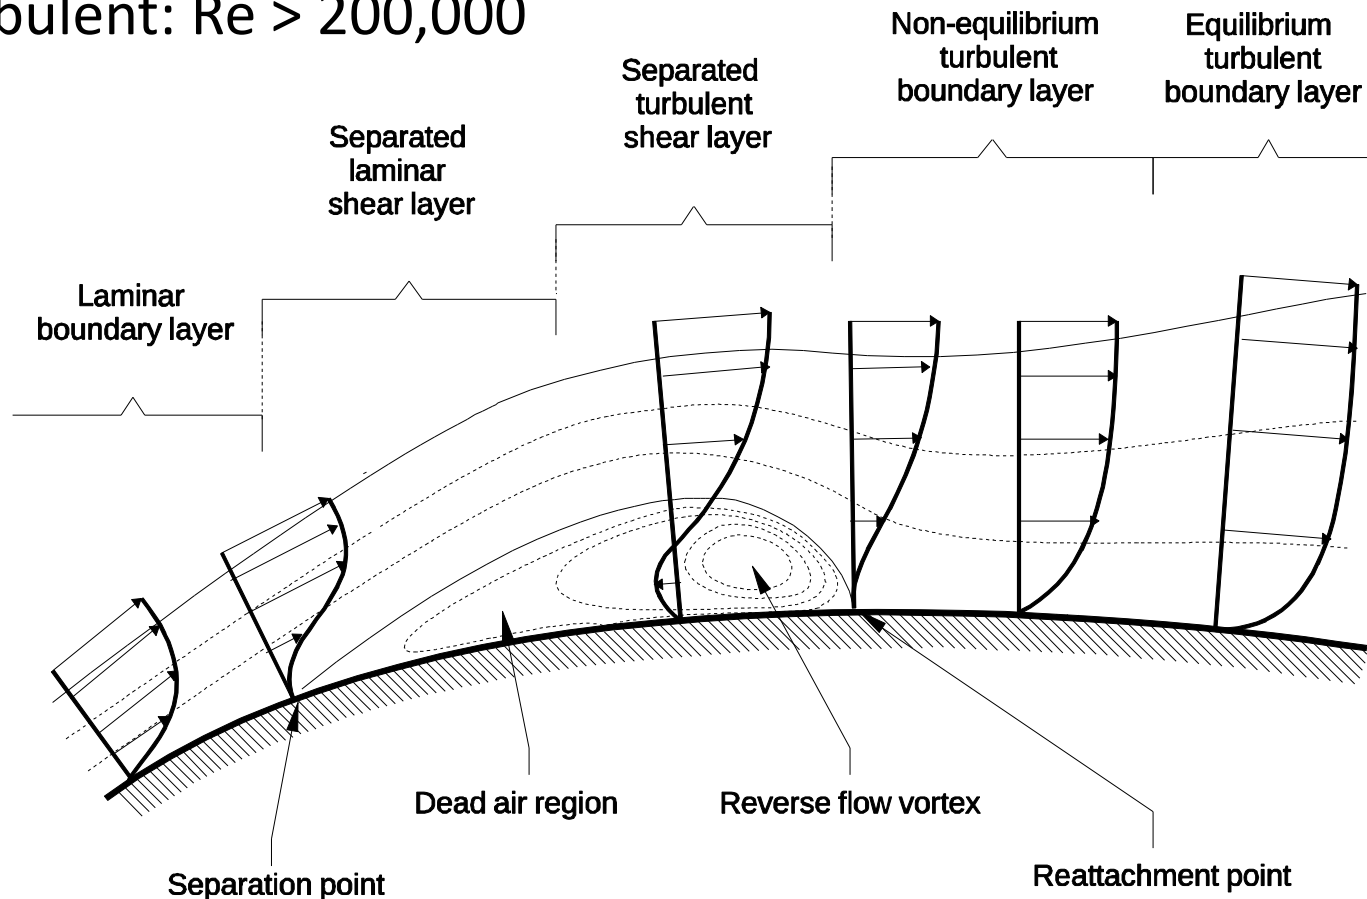 bulent: Re > 200,000
Non-equilibrium
turbulent
boundary layer
Equilibrium
turbulent
boundary layer
Separated
turbulent
shear layer
Separated
laminar
shear layer
Laminar
boundary layer
Dead air region
Reverse flow vortex
Reattachment point
Separation point